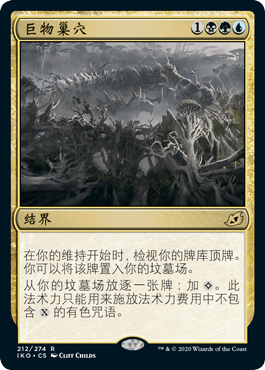 巨物巢穴 1
结界
在你的维持开始时，检视你的牌库顶牌。
你可以将该牌置入你的坟墓场。
从你的坟墓场放逐一张牌：加。此
法术力只能用来施放法术力费用中不包
含 X 的有色咒语。
212/274 R
IKO • CS CLIFF CHILDS
™ & © 2020 Wizards of the Coast